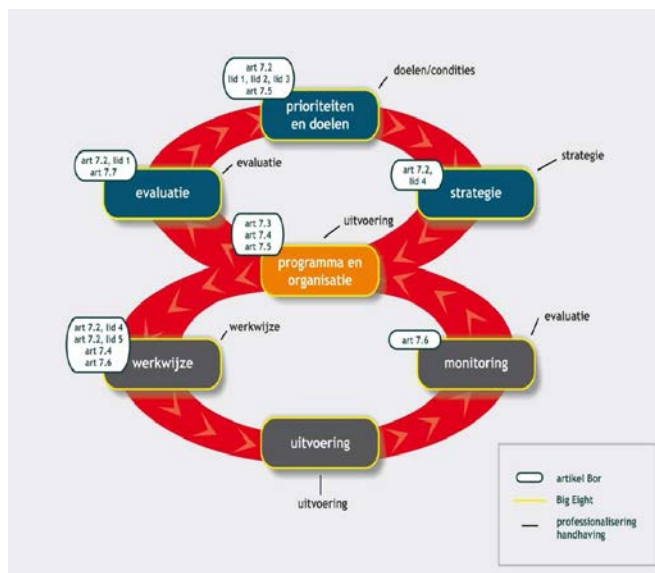 art 7.2
lid 1, lid 2, lid 3
art 7.5
doelen/condities
prioriteiten
en doelen
art 7.2, lid 1
art 7.7
evaluatie
evaluatie
art 7.2,
lid 4
strategie
strategie
art 7.3
art 7.4
art 7.5
uitvoering
programma en
organisatie
art 7.2, lid 4
art 7.2, lid 5
art 7.4
art 7.6
werkwijze
werkwijze
art 7.6
evaluatie
monitoring
uitvoering
uitvoering
artikel Bor
Big Eight
professionalisering
handhaving